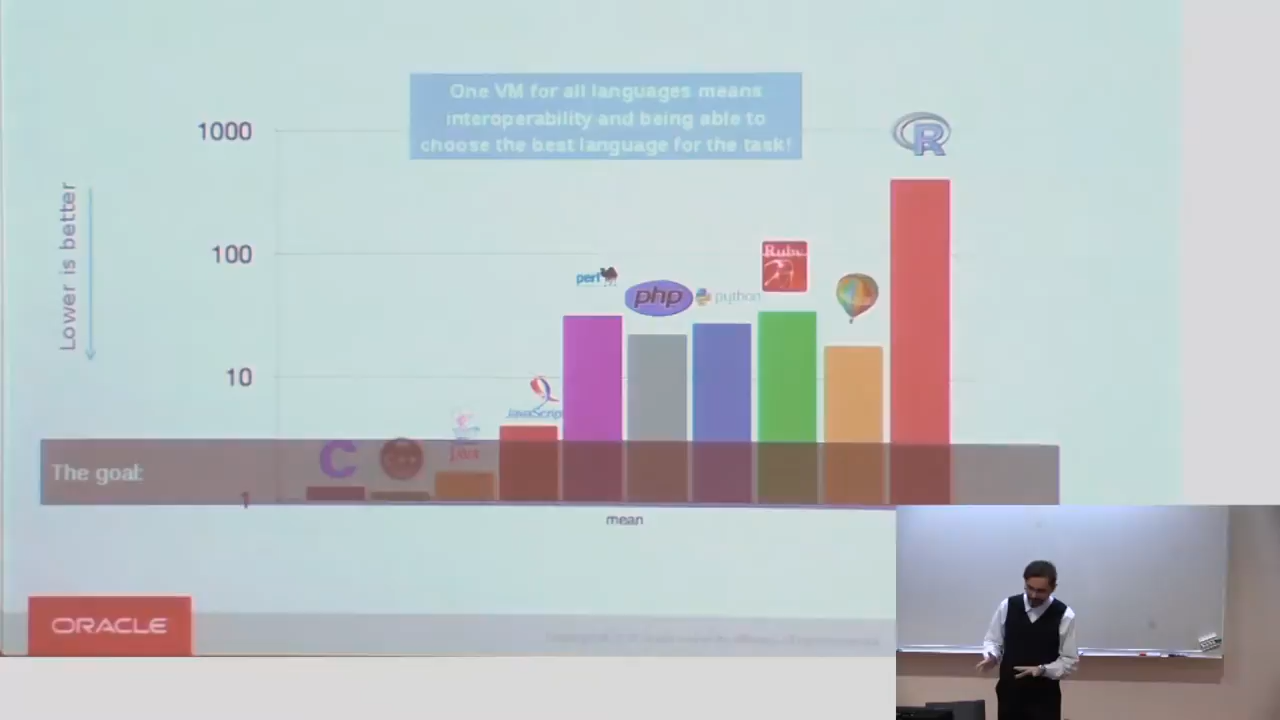 One VM for all languages means
interoperability and being able to
choose the best language for the task!
1000
100
10
1
Lower is better
R
Ruby
perl
php
python
JavaScrip
C
C++
Java
The goal:
mean
ORACLE